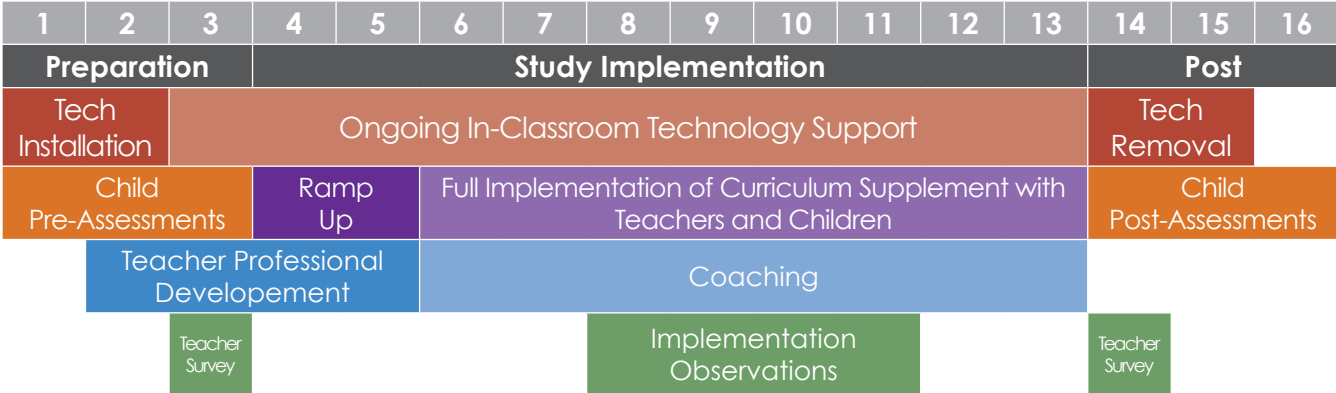 1 2 3 4 5 6 7 8 9 10 11 12 13 14 15 16
Preparation Study Implementation Post
Tech
Installation
Ongoing In-Classroom Technology Support
Tech
Removal
Child
Pre-Assessments
Ramp
Up
Full Implementation of Curriculum Supplement with
Teachers and Children
Child
Post-Assessments
Teacher Professional
Developement
Coaching
Teacher
Survey
Implementation
Observations
Teacher
Survey